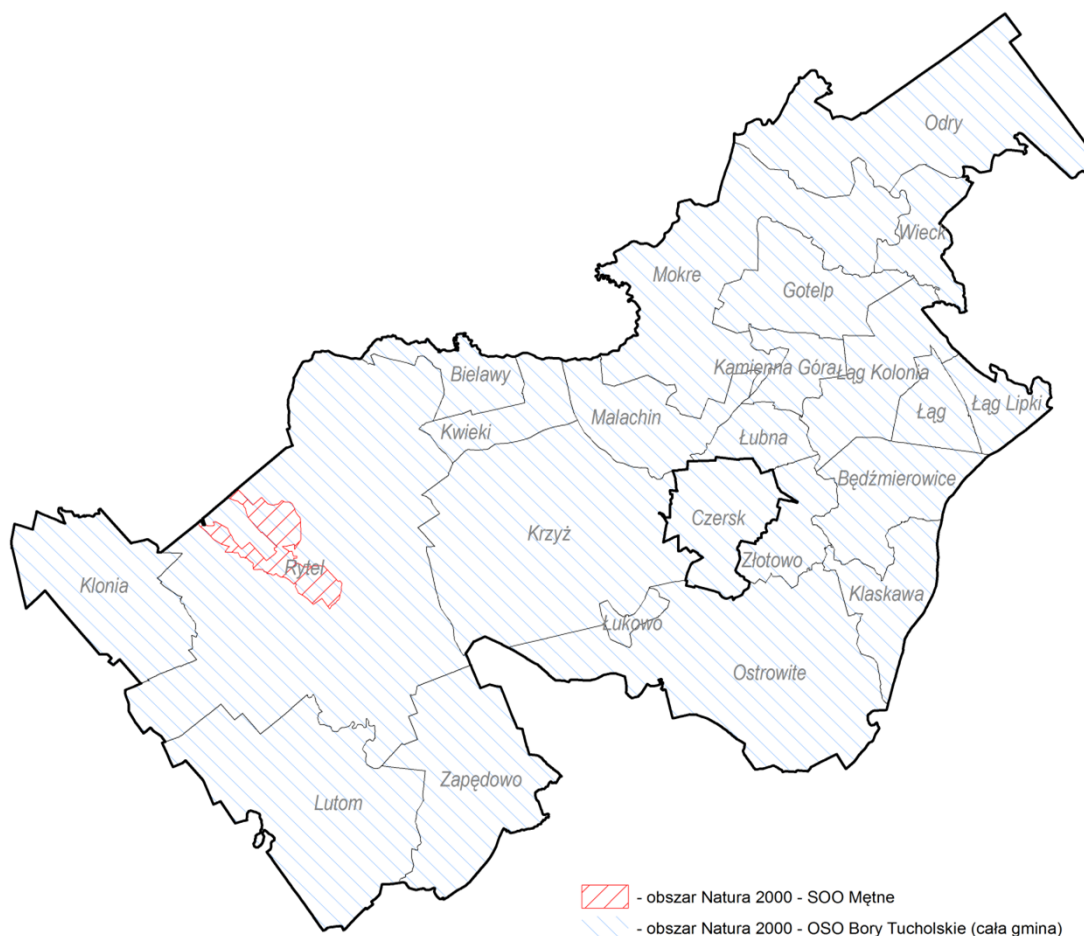 Odry
Wieck
Mokre
Gotelp
Kamienna Góra
Łąg Kolonia
Bielawy
Malachin
Łąg
Łąg Lipki
Kwieki
Łubna
Będźmierowice
Czersk
Krzyż
Złotowo
Rytel
Klonia
Klaskawa
Łukowo
Ostrowite
Zapędowo
Lutom
- obszar Natura 2000 - SOO Mętne
- obszar Natura 2000 - OSO Bory Tucholskie (cała gmina)